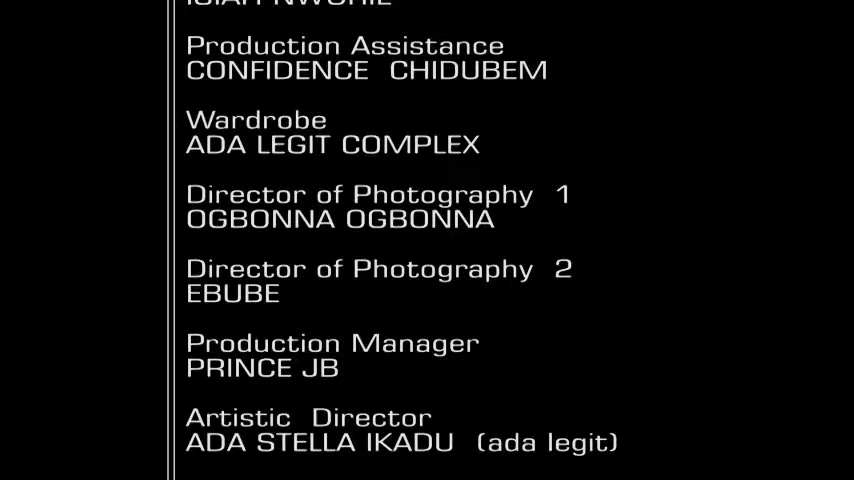 Production Assistance
CONFIDENCE CHIDUBEM
Wardrobe
ADA LEGIT COMPLEX
Director of Photography 1
OGBONNA OGBONNA
Director of Photography 2
EBUBE
Production Manager
PRINCE JB
Artistic Director
ADA STELLA IKADU (ada legit)